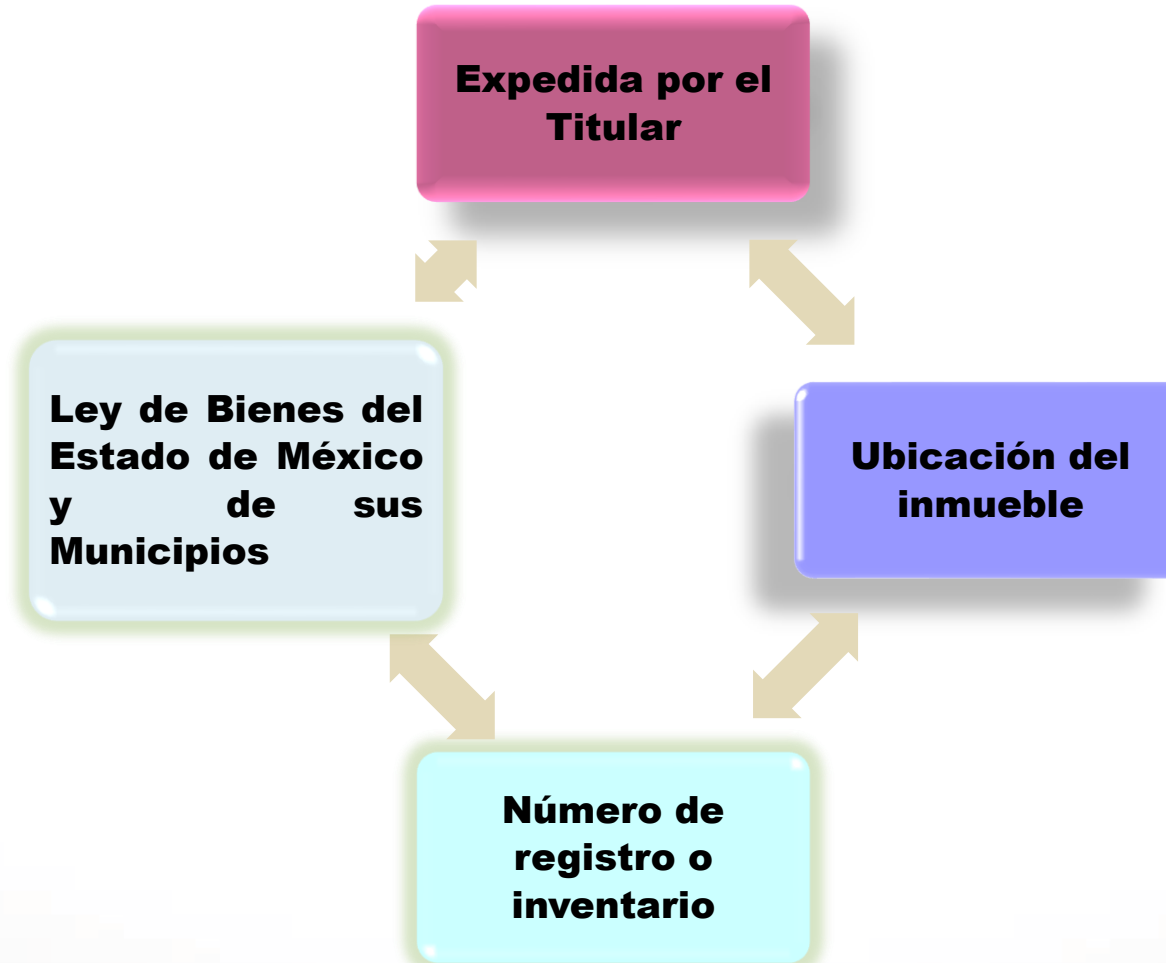 Expedida por el
Titular
Ley de Bienes del
Estado de México
y de sus
Municipios
Ubicación del
inmueble
Número de
registro o
inventario